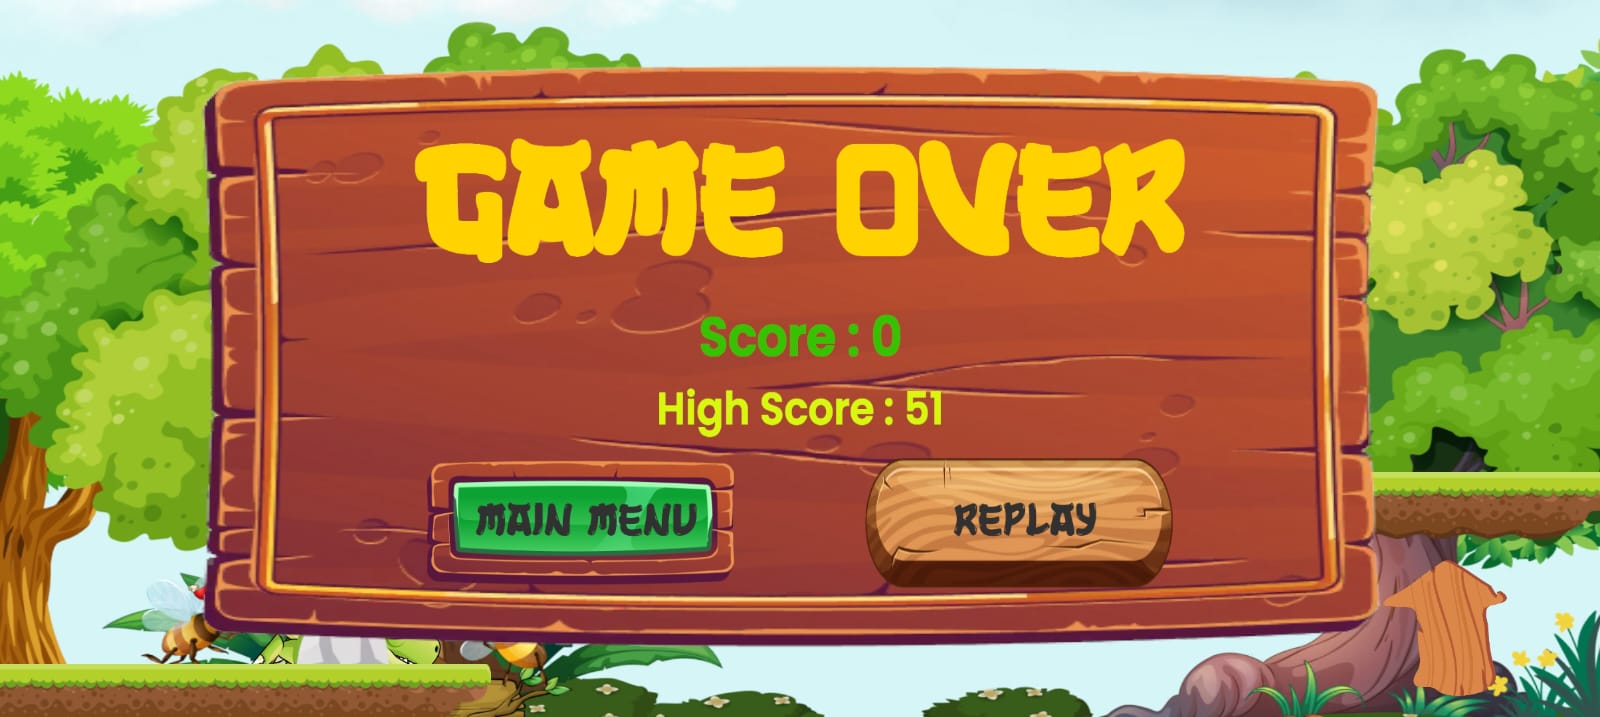 GAME OVER
Score : 0
High Score : 51
MAIN MENU
REPLAY